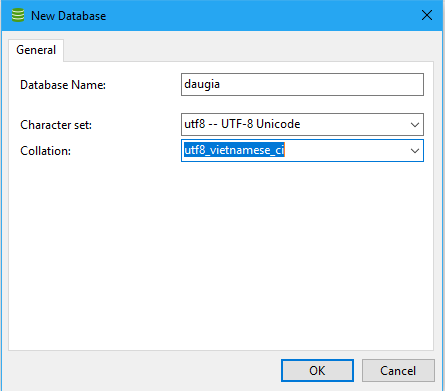 New Database
General
Database Name: daugia
Character set: utf8 -- UTF-8 Unicode
Collation: utf8_vietnamese_ci
OK Cancel